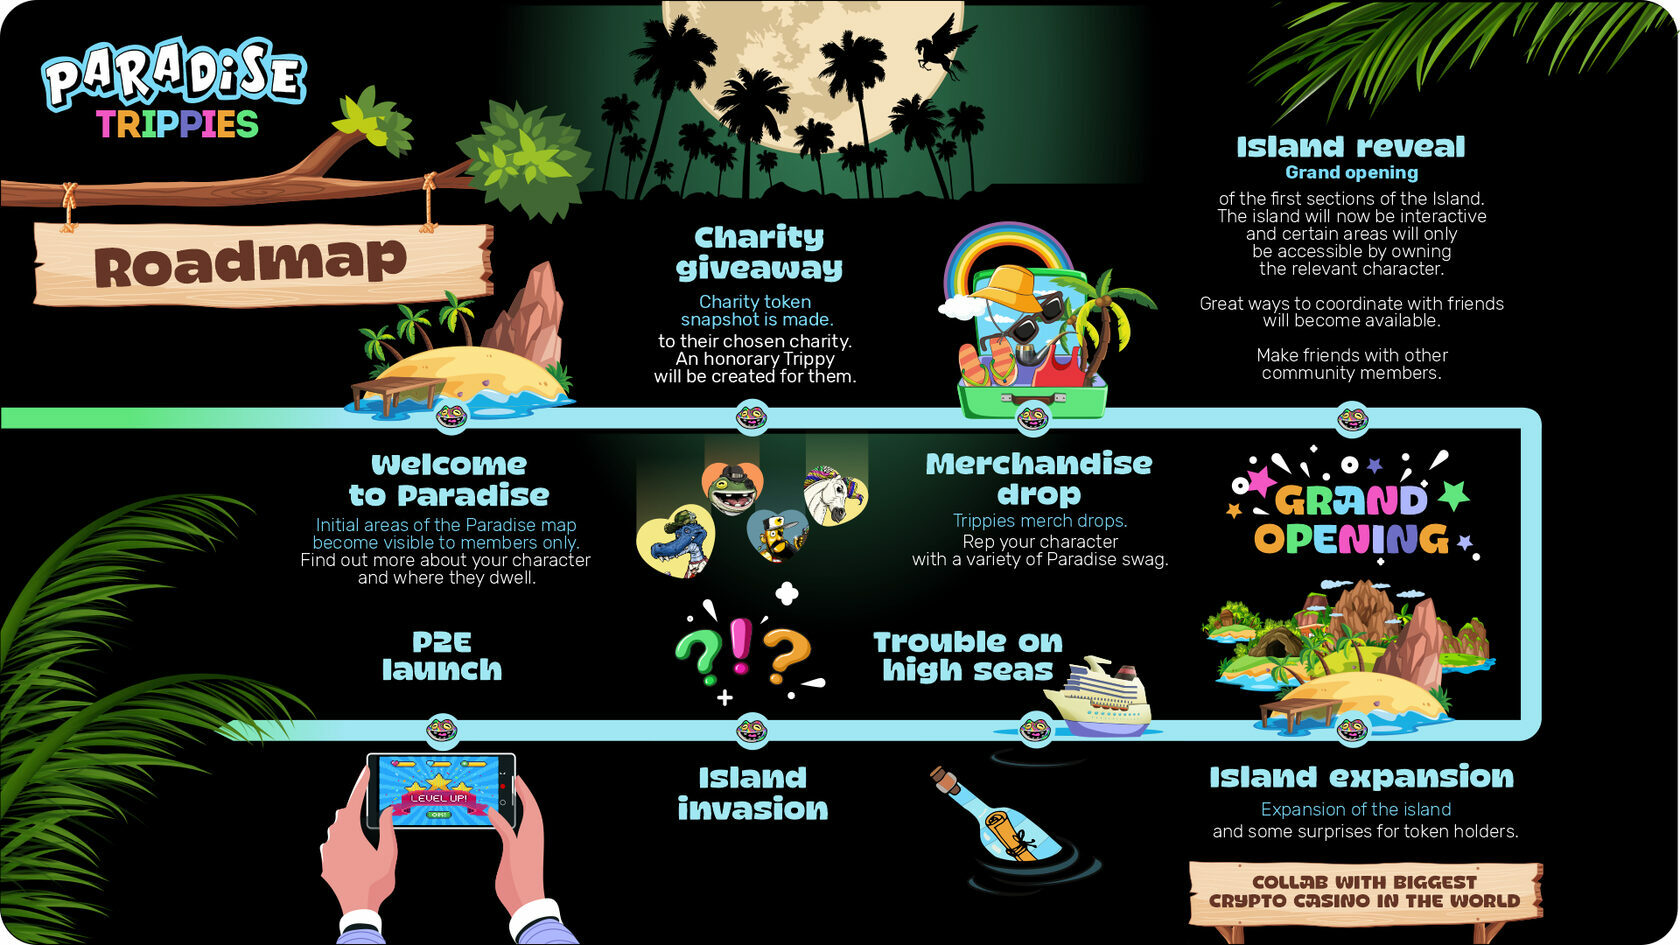 PARADISE
TRIPPIES
Roadmap
Welcome
to Paradise
Initial areas of the Paradise map
become visible to members only.
Find out more about your character
and where they dwell.
Charity
giveaway
Charity token
snapshot is made.
to their chosen charity.
An honorary Trippy
will be created for them.
Merchandise
drop
Trippies merch drops.
Rep your character
with a variety of Paradise swag.
Island reveal
Grand opening
of the first sections of the Island.
The island will now be interactive
and certain areas will only
be accessible by owning
the relevant character.
Great ways to coordinate with friends
will become available.
Make friends with other
community members.
GRAND
OPENING
Island expansion
Expansion of the island
and some surprises for token holders.
COLLAB WITH BIGGEST
CRYPTO CASINO IN THE WORLD
Trouble on
high seas
?!?
Island
invasion
P2E
launch
LEVEL UP!
OK!